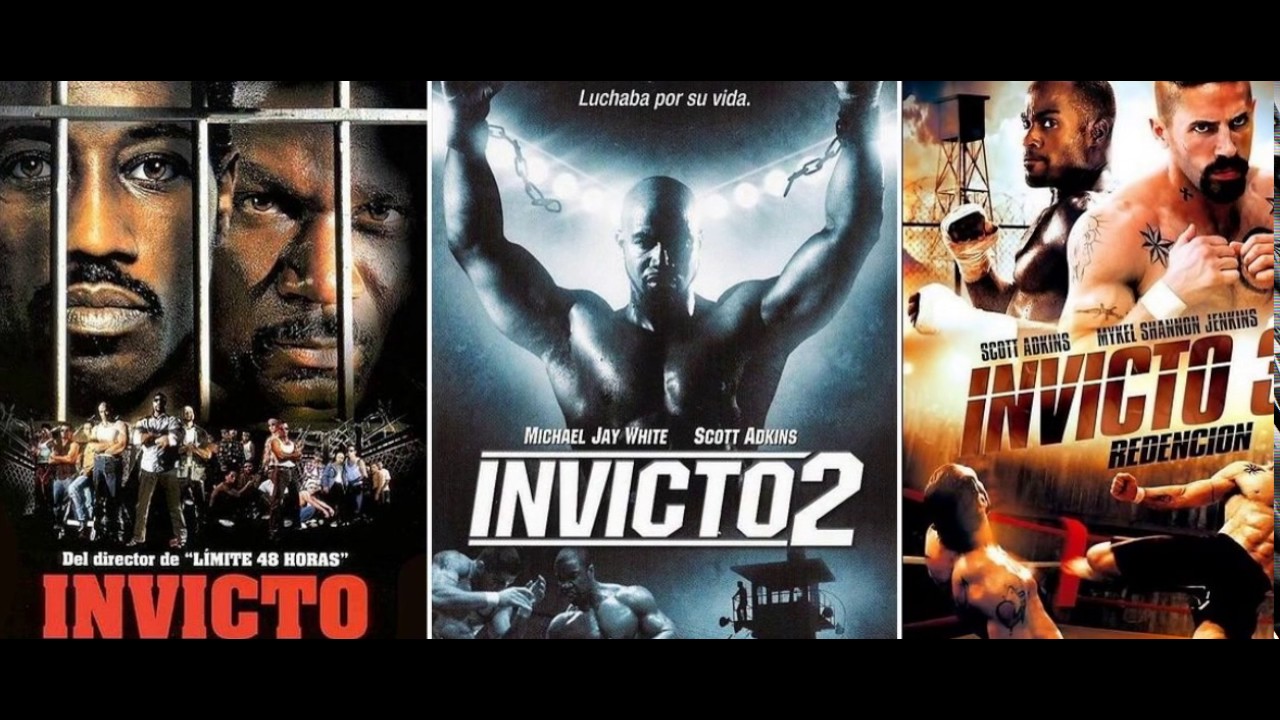 Del director de “LÍMITE 48 HORAS”
INVICTO
Luchaba por su vida.
MICHAEL JAY WHITE SCOTT ADKINS
INVICTO2
SCOTT ADKINS MYKEL SHANNON JENKINS
INVICTO 3
REDENCION